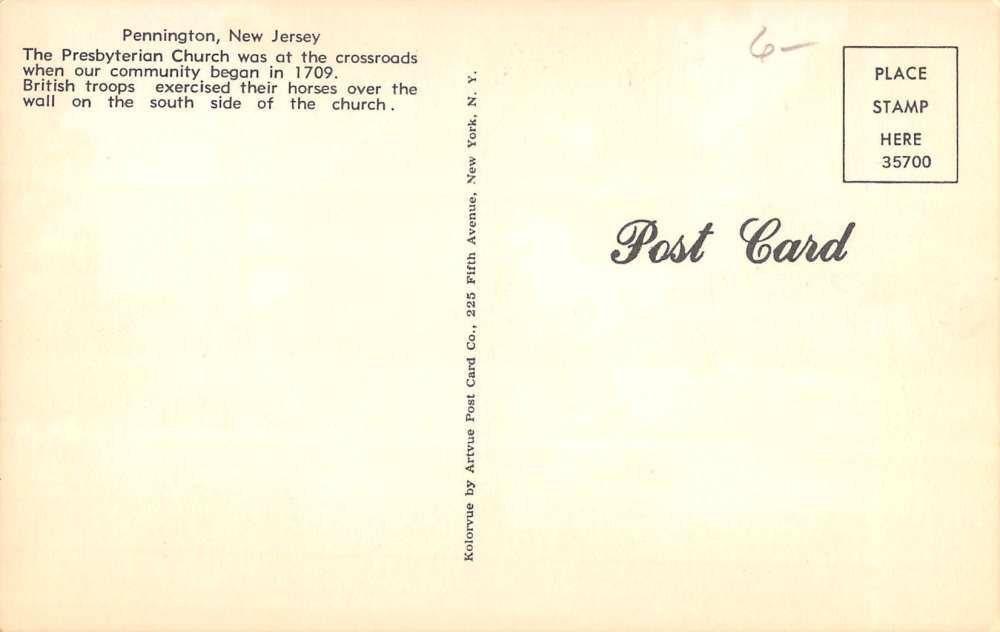 Pennington, New Jersey
The Presbyterian Church was at the crossroads
when our community began in 1709.
British troops exercised their horses over the
wall on the south side of the church.
Kolorvue by Artvue Post Card Co., 225 Fifth Avenue, New York, N. Y.
6-
PLACE
STAMP
HERE
35700
Post Card